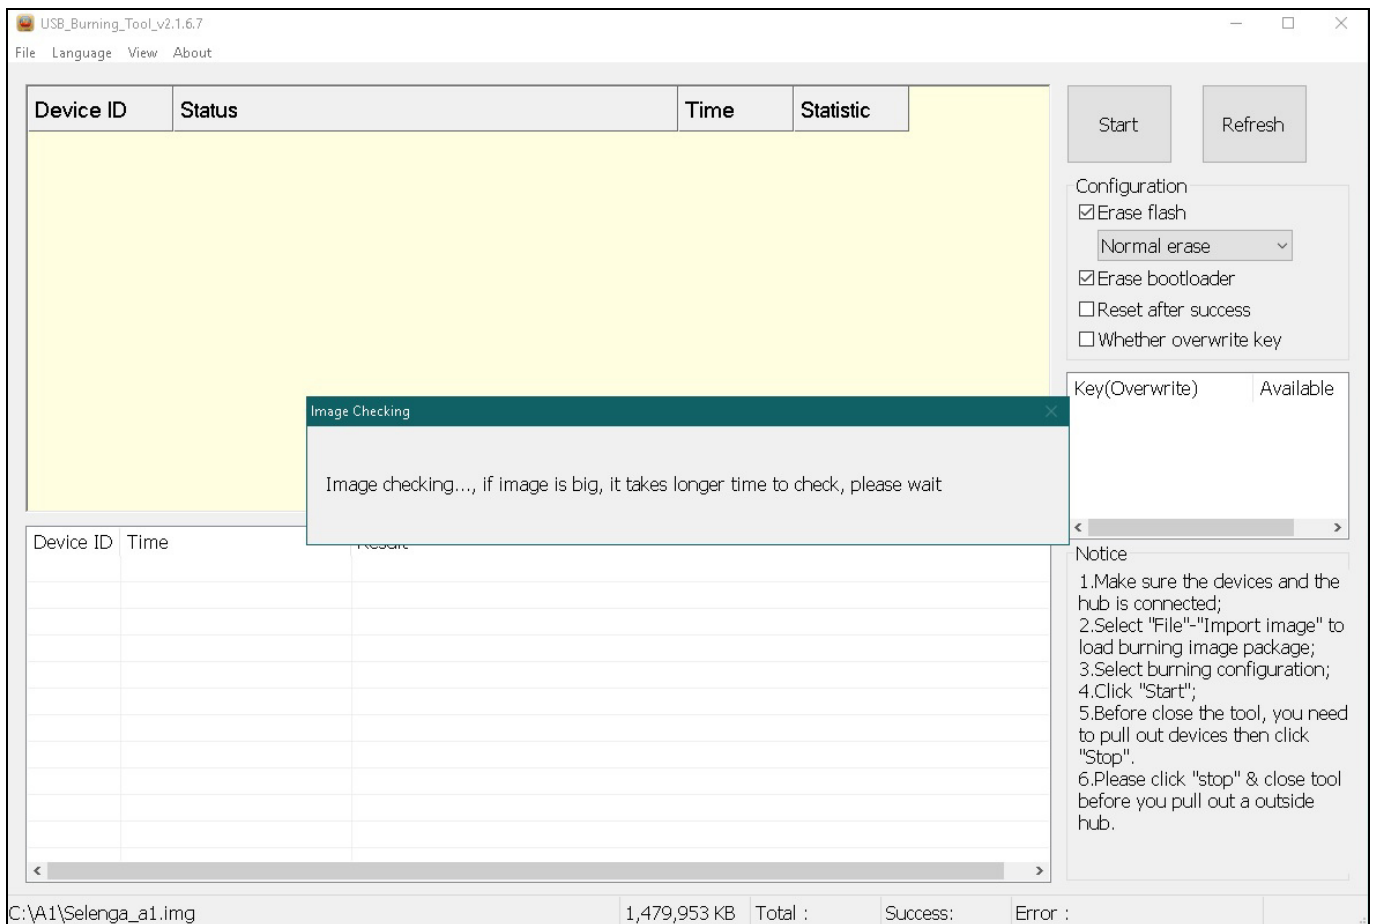 USB_Burning_Tool_v2.1.6.7
File Language View About
Device ID Status Time Statistic
Start Refresh
Configuration
Erase flash
Normal erase
Erase bootloader
Reset after success
Whether overwrite key
Key(Overwrite) Available
Image Checking
Image checking..., if image is big, it takes longer time to check, please wait
Device ID Time Result
Notice
1.Make sure the devices and the
hub is connected;
2.Select "File"-"Import image" to
load burning image package;
3.Select burning configuration;
4.Click "Start";
5.Before close the tool, you need
to pull out devices then click
"Stop".
6.Please click "stop" & close tool
before you pull out a outside
hub.
C:\A1\Selenga_a1.img 1,479,953 KB Total : Success: Error :